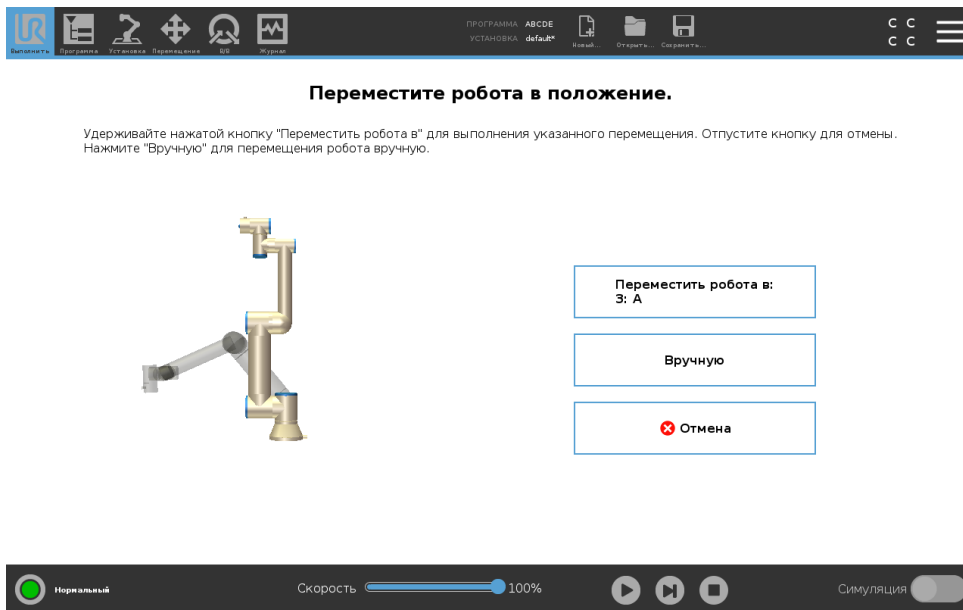 UR
ПРОГРАММА ABCDE
УСТАНОВКА default*
C C
C C
Выполнить
Программа
Установка
Перемещение
В/В
Журнал
Новый...
Открыть...
Сохранить...
Переместите робота в положение.
Удерживайте нажатой кнопку "Переместить робота в" для выполнения указанного перемещения. Отпустите кнопку для отмены.
Нажмите "Вручную" для перемещения робота вручную.
Переместить робота в:
3: A
Вручную
Отмена
Нормальный
Скорость
100%
Симуляция